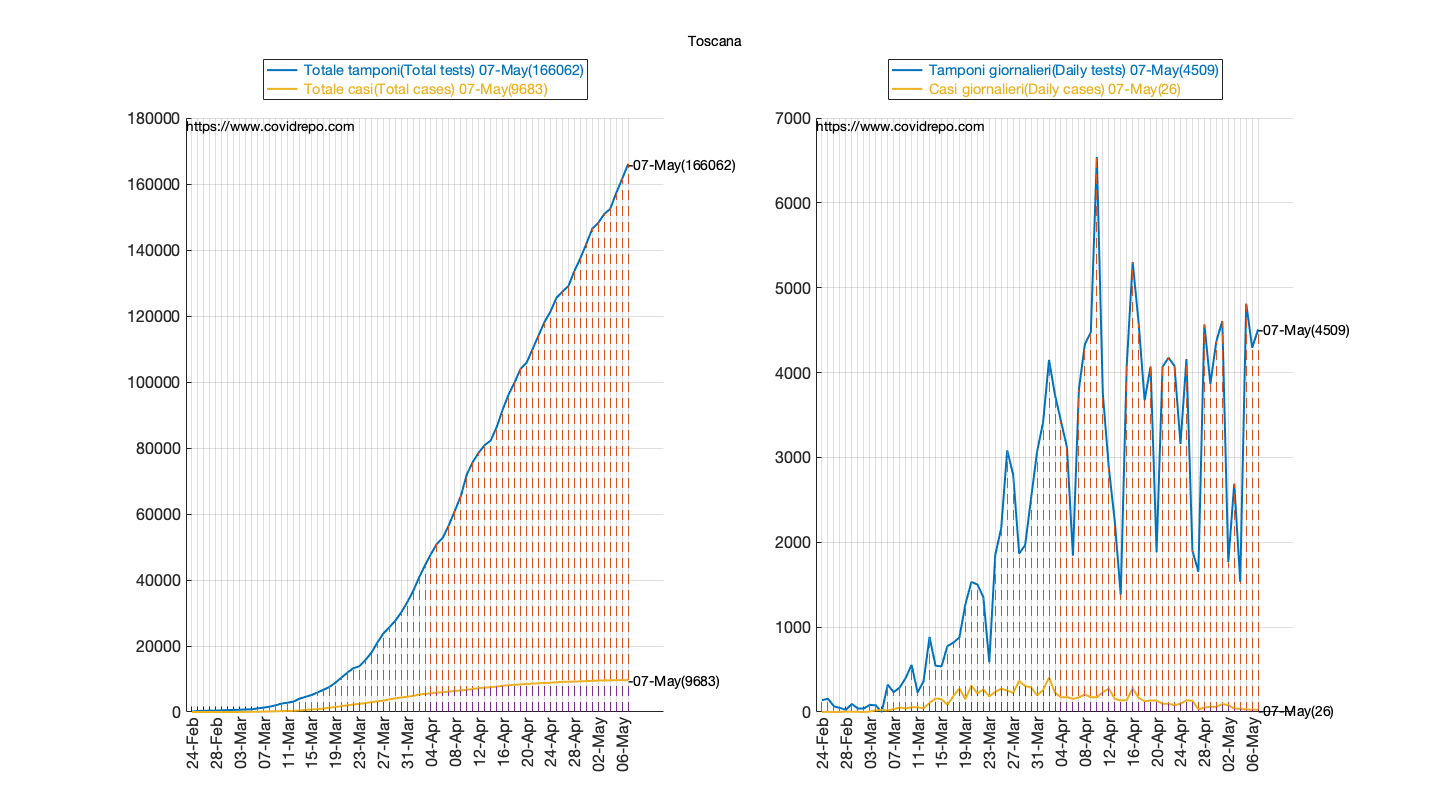 Toscana
Totale tamponi(Total tests) 07-May(166062)
Totale casi(Total cases) 07-May(9683)
180000
160000
140000
120000
100000
80000
60000
40000
20000
0
https://www.covidrepo.com
07-May(166062)
07-May(9683)
24-Feb
28-Feb
03-Mar
07-Mar
11-Mar
15-Mar
19-Mar
23-Mar
27-Mar
31-Mar
04-Apr
08-Apr
12-Apr
16-Apr
20-Apr
24-Apr
28-Apr
02-May
06-May
Tamponi giornalieri(Daily tests) 07-May(4509)
Casi giornalieri(Daily cases) 07-May(26)
7000
6000
5000
4000
3000
2000
1000
0
https://www.covidrepo.com
07-May(4509)
07-May(26)
24-Feb
28-Feb
03-Mar
07-Mar
11-Mar
15-Mar
19-Mar
23-Mar
27-Mar
31-Mar
04-Apr
08-Apr
12-Apr
16-Apr
20-Apr
24-Apr
28-Apr
02-May
06-May